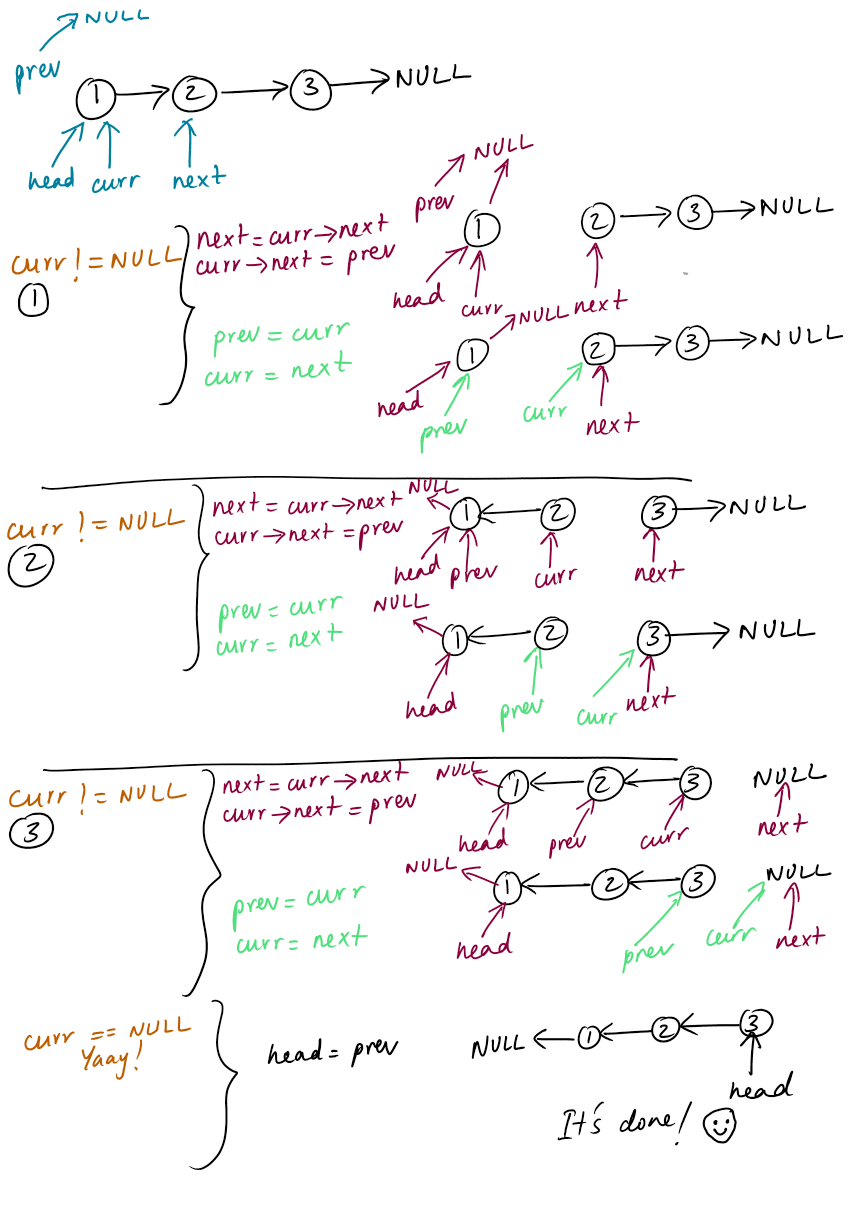 NULL
prev
1 2 3 NULL
head curr next
NULL
prev
curr != NULL
1
next = curr→next
curr→next = prev
1 2 3 NULL
head curr next
prev = curr
curr = next
NULL
1 2 3 NULL
head prev curr next
curr != NULL
2
next = curr→next
curr→next = prev
NULL
1 2 3 NULL
head prev curr next
prev = curr
curr = next
NULL
1 2 3 NULL
head prev curr next
curr != NULL
3
next = curr→next
curr→next = prev
NULL 1 2 3 NULL
head prev curr next
prev = curr
curr = next
NULL
1 2 3 NULL
head prev curr next
curr == NULL
Yaay!
head = prev
NULL 1 2 3
head
It's done!